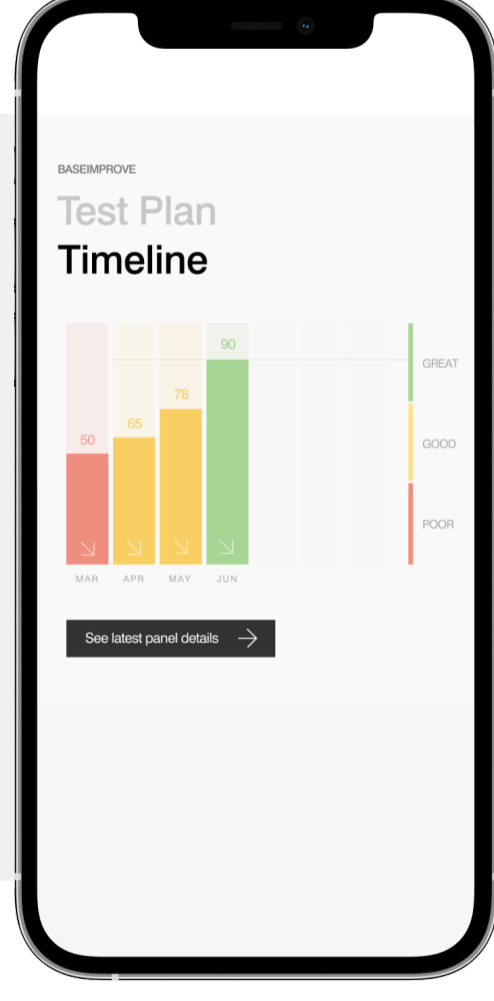 BASEIMPROVE
Test Plan
Timeline
90
78
65
50
GREAT
GOOD
POOR
MAR APR MAY JUN
See latest panel details